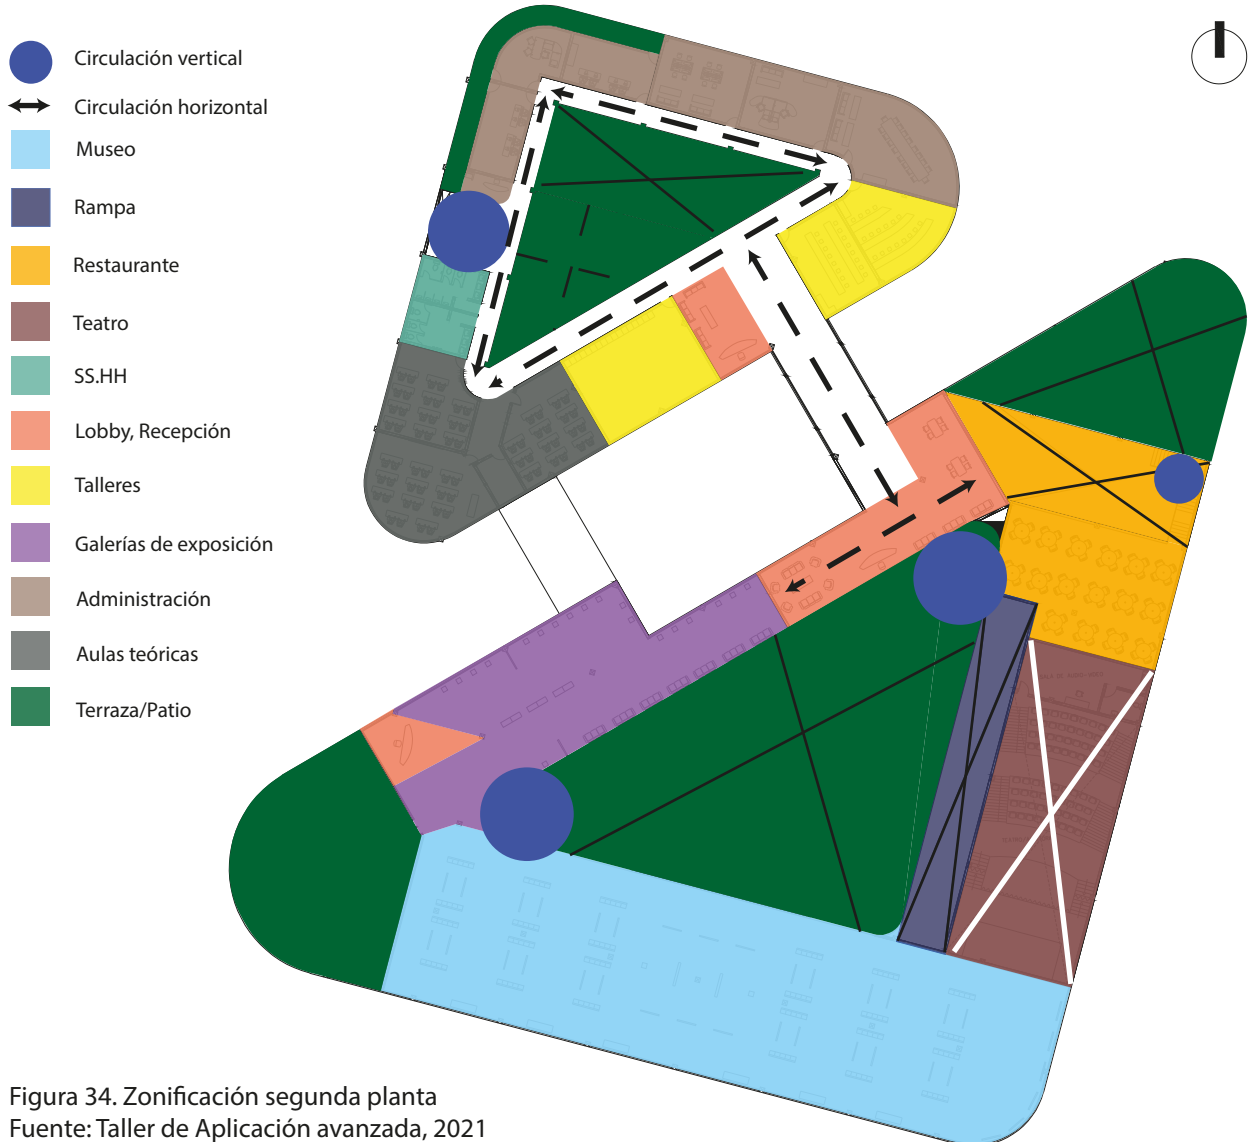 Circulación vertical
Circulación horizontal
Museo
Rampa
Restaurante
Teatro
SS.HH
Lobby, Recepción
Talleres
Galerías de exposición
Administración
Aulas teóricas
Terraza/Patio
Figura 34. Zonificación segunda planta
Fuente: Taller de Aplicación avanzada, 2021